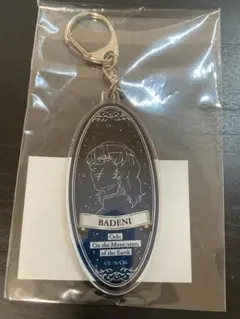 BADENI
Orb:
On the Movements
of the Earth